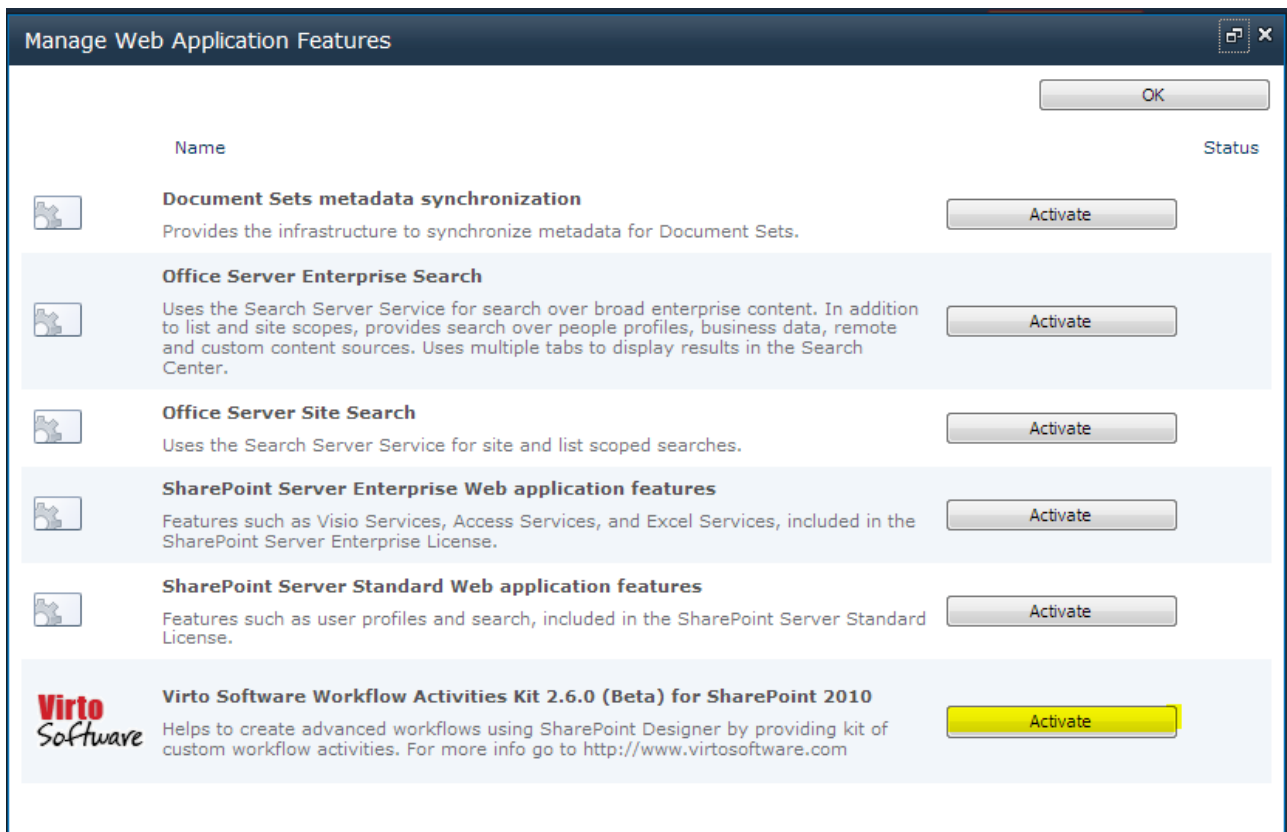 Manage Web Application Features
OK
Name
Status
Document Sets metadata synchronization
Provides the infrastructure to synchronize metadata for Document Sets.
Activate
Office Server Enterprise Search
Uses the Search Server Service for search over broad enterprise content. In addition
to list and site scopes, provides search over people profiles, business data, remote
and custom content sources. Uses multiple tabs to display results in the Search
Center.
Activate
Office Server Site Search
Uses the Search Server Service for site and list scoped searches.
Activate
SharePoint Server Enterprise Web application features
Features such as Visio Services, Access Services, and Excel Services, included in the
SharePoint Server Enterprise License.
Activate
SharePoint Server Standard Web application features
Features such as user profiles and search, included in the SharePoint Server Standard
License.
Activate
Virto
Software
Virto Software Workflow Activities Kit 2.6.0 (Beta) for SharePoint 2010
Helps to create advanced workflows using SharePoint Designer by providing kit of
custom workflow activities. For more info go to http://www.virtosoftware.com
Activate